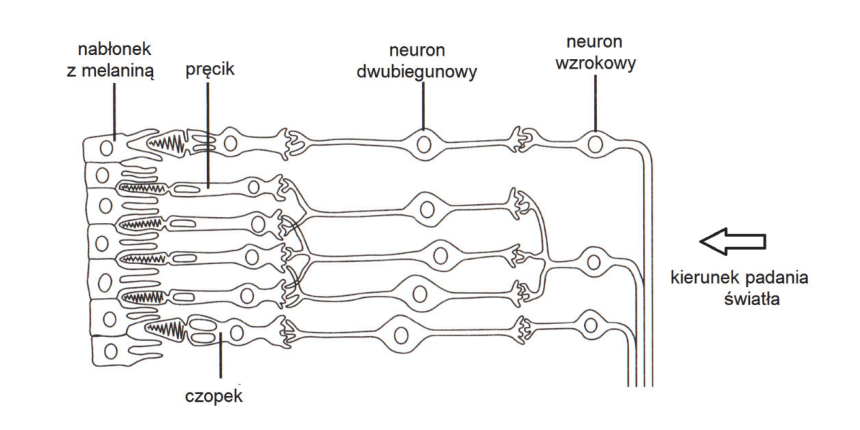 nabłonek
z melaniną
pręcik
neuron
dwubiegunowy
neuron
wzrokowy
kierunek padania
światła
czopek